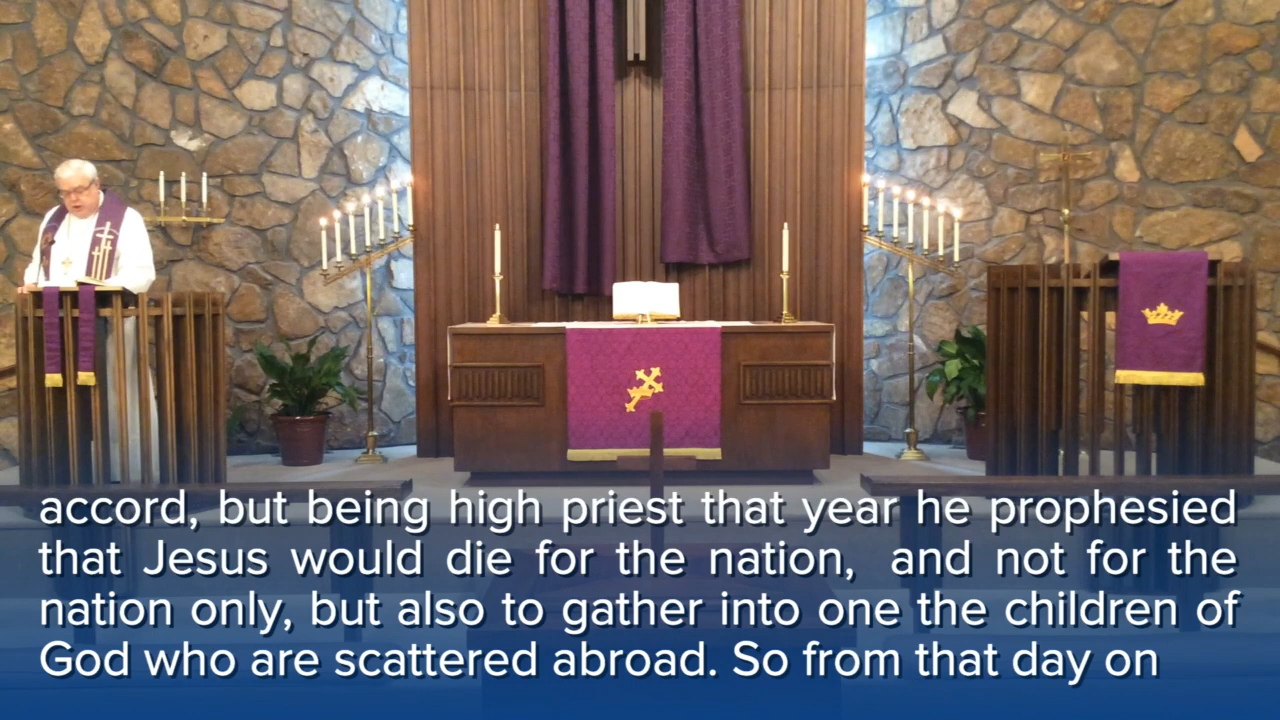 accord, but being high priest that year he prophesied
that Jesus would die for the nation, and not for the
nation only, but also to gather into one the children of
God who are scattered abroad. So from that day on